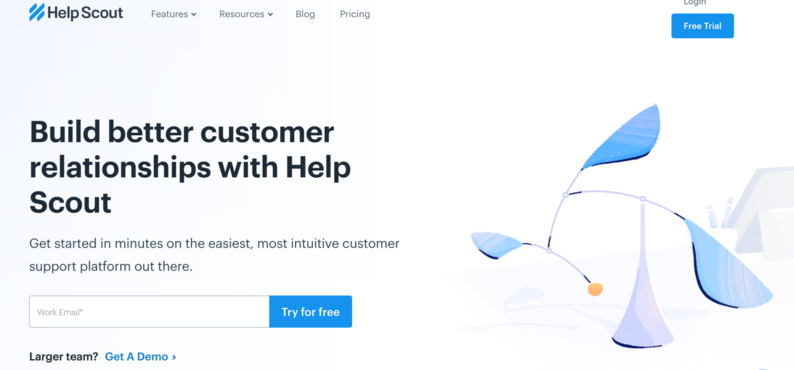 Help Scout
Features
Resources
Blog
Pricing
Login
Free Trial
Build better customer
relationships with Help
Scout
Get started in minutes on the easiest, most intuitive customer
support platform out there.
Work Email*
Try for free
Larger team? Get A Demo ›